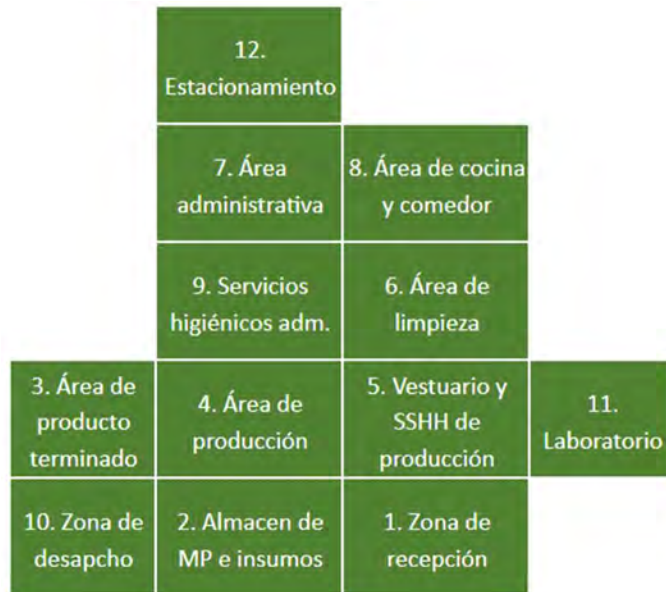 12.
Estacionamiento
7. Área
administrativa
8. Área de cocina
y comedor
9. Servicios
higiénicos adm.
6. Área de
limpieza
3. Área de
producto
terminado
4. Área de
producción
5. Vestuario y
SSHH de
producción
11.
Laboratorio
10. Zona de
desapcho
2. Almacen de
MP e insumos
1. Zona de
recepción